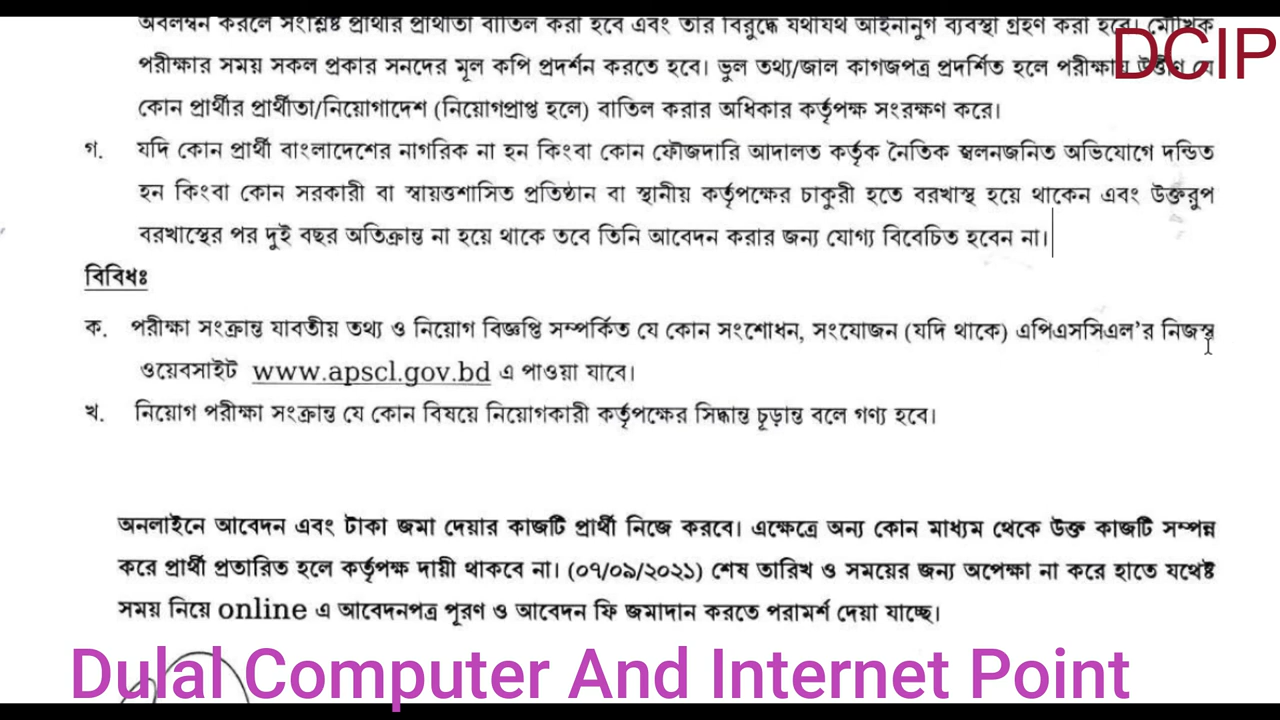 অবলম্বন করলে সংশ্লিষ্ট প্রার্থীর প্রার্থীতা বাতিল করা হবে এবং তার বিরুদ্ধে যথাযথ আইনানুগ ব্যবস্থা গ্রহণ করা হবে। মৌখিক
DCIP
পরীক্ষার সময় সকল প্রকার সনদের মূল কপি প্রদর্শন করতে হবে। ভুল তথ্য/জাল কাগজপত্র প্রদর্শিত হলে পরীক্ষায় উত্তীর্ণ যে
কোন প্রার্থীর প্রার্থীতা/নিয়োগাদেশ (নিয়োগপ্রাপ্ত হলে) বাতিল করার অধিকার কর্তৃপক্ষ সংরক্ষণ করে।
গ. যদি কোন প্রার্থী বাংলাদেশের নাগরিক না হন কিংবা কোন ফৌজদারি আদালত কর্তৃক নৈতিক স্খলনজনিত অভিযোগে দন্ডিত
হন কিংবা কোন সরকারী বা স্বায়ত্তশাসিত প্রতিষ্ঠান বা স্থানীয় কর্তৃপক্ষের চাকুরী হতে বরখাস্থ হয়ে থাকেন এবং উক্তরুপ
বরখাস্থের পর দুই বছর অতিক্রান্ত না হয়ে থাকে তবে তিনি আবেদন করার জন্য যোগ্য বিবেচিত হবেন না।
বিবিধঃ
ক. পরীক্ষা সংক্রান্ত যাবতীয় তথ্য ও নিয়োগ বিজ্ঞপ্তি সম্পর্কিত যে কোন সংশোধন, সংযোজন (যদি থাকে) এপিএসসিএল’র নিজস্ব
ওয়েবসাইট www.apscl.gov.bd এ পাওয়া যাবে।
খ. নিয়োগ পরীক্ষা সংক্রান্ত যে কোন বিষয়ে নিয়োগকারী কর্তৃপক্ষের সিদ্ধান্ত চূড়ান্ত বলে গণ্য হবে।
অনলাইনে আবেদন এবং টাকা জমা দেয়ার কাজটি প্রার্থী নিজে করবে। এক্ষেত্রে অন্য কোন মাধ্যম থেকে উক্ত কাজটি সম্পন্ন
করে প্রার্থী প্রতারিত হলে কর্তৃপক্ষ দায়ী থাকবে না। (০৭/০৯/২০২১) শেষ তারিখ ও সময়ের জন্য অপেক্ষা না করে হাতে যথেষ্ট
সময় নিয়ে online এ আবেদনপত্র পূরণ ও আবেদন ফি জমাদান করতে পরামর্শ দেয়া যাচ্ছে।
Dulal Computer And Internet Point